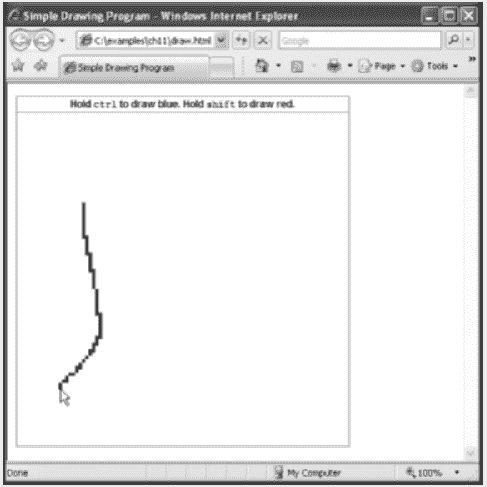 Simple Drawing Program - Windows Internet Explorer
C:\examples\ch11\draw.html
Google
Simple Drawing Program
Page
Tools
Hold ctrl to draw blue. Hold shift to draw red.
Done
My Computer
100%